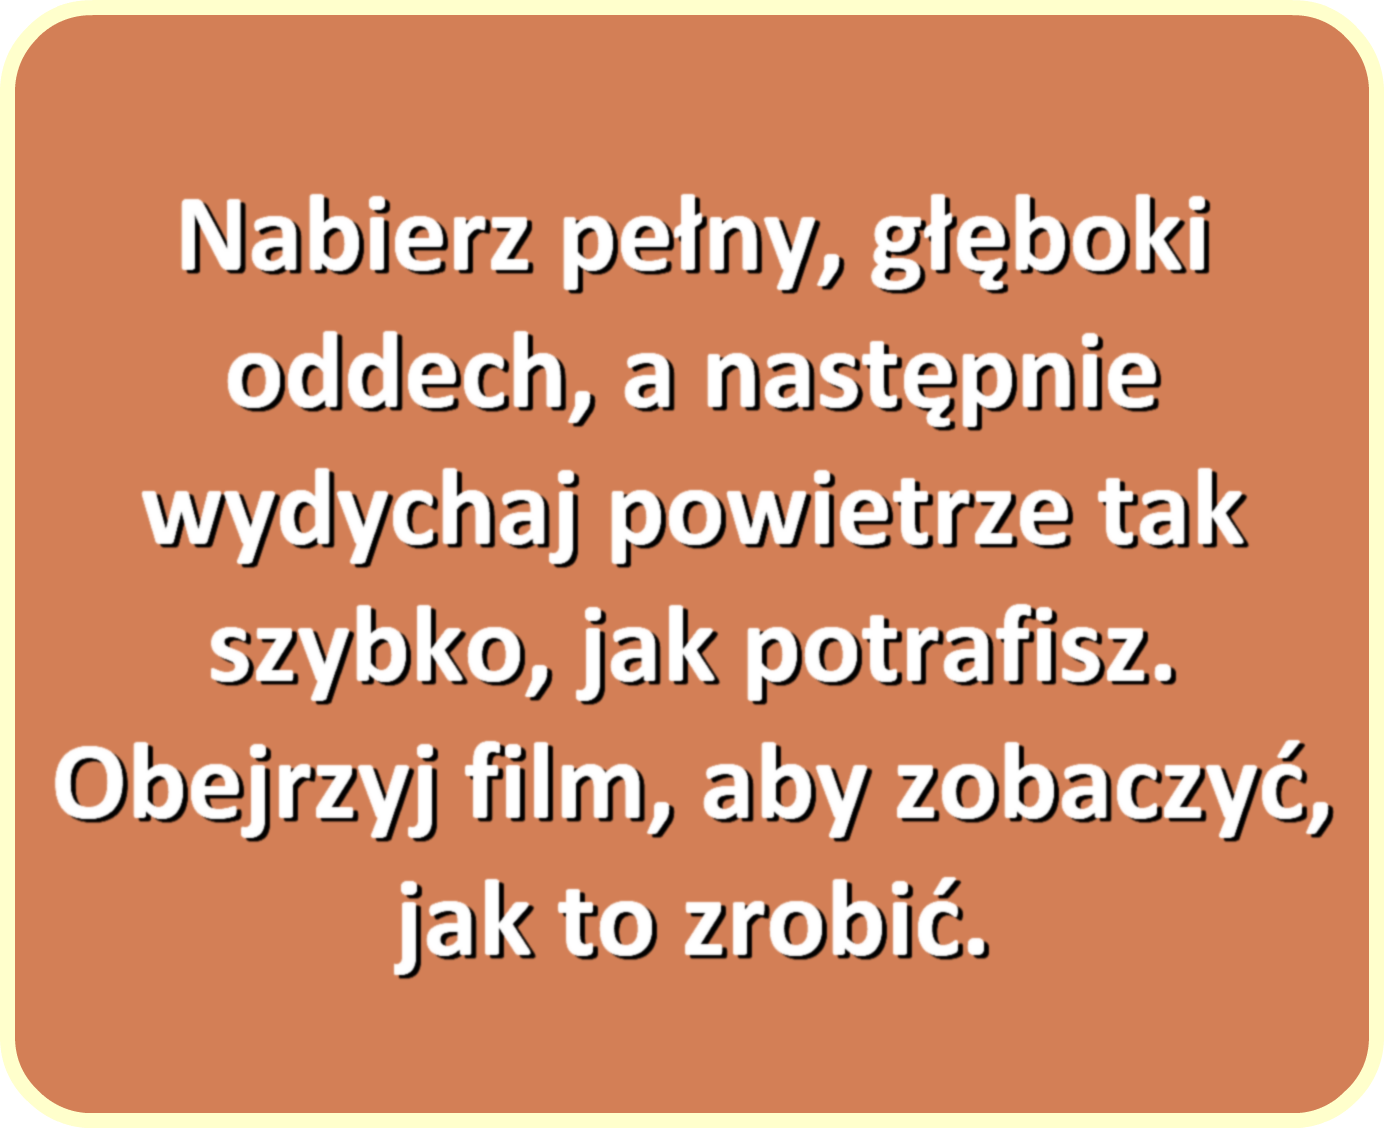 Nabierz pełny, głęboki
oddech, a następnie
wydychaj powietrze tak
szybko, jak potrafisz.
Obejrzyj film, aby zobaczyć,
jak to zrobić.